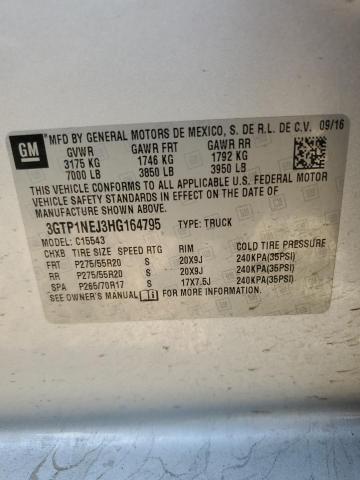 GM MFD BY GENERAL MOTORS DE MEXICO, S. DE R.L. DE C.V. 09/16
GVWR GAWR FRT GAWR RR
3175 KG 1746 KG 1792 KG
7000 LB 3850 LB 3950 LB
THIS VEHICLE CONFORMS TO ALL APPLICABLE U.S. FEDERAL MOTOR
VEHICLE SAFETY STANDARDS IN EFFECT ON THE DATE OF
MANUFACTURE SHOWN ABOVE.
3GTP1NEJ3HG164795 TYPE: TRUCK
MODEL: C15543
CHXB TIRE SIZE SPEED RTG RIM COLD TIRE PRESSURE
FRT P275/55R20 S 20X9J 240KPA(35PSI)
RR P275/55R20 S 20X9J 240KPA(35PSI)
SPA P265/70R17 S 17X7.5J 240KPA(35PSI)
SEE OWNER'S MANUAL FOR MORE INFORMATION.